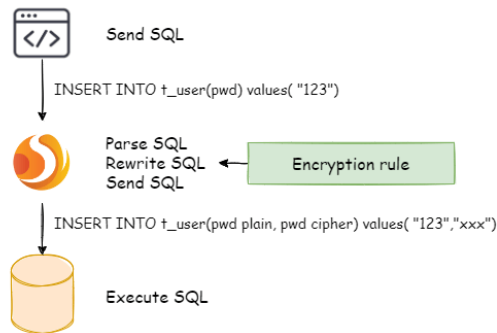 </>
Send SQL
INSERT INTO t_user(pwd) values( "123")
Parse SQL
Rewrite SQL
Send SQL
Encryption rule
INSERT INTO t_user(pwd plain, pwd cipher) values( "123","xxx")
Execute SQL